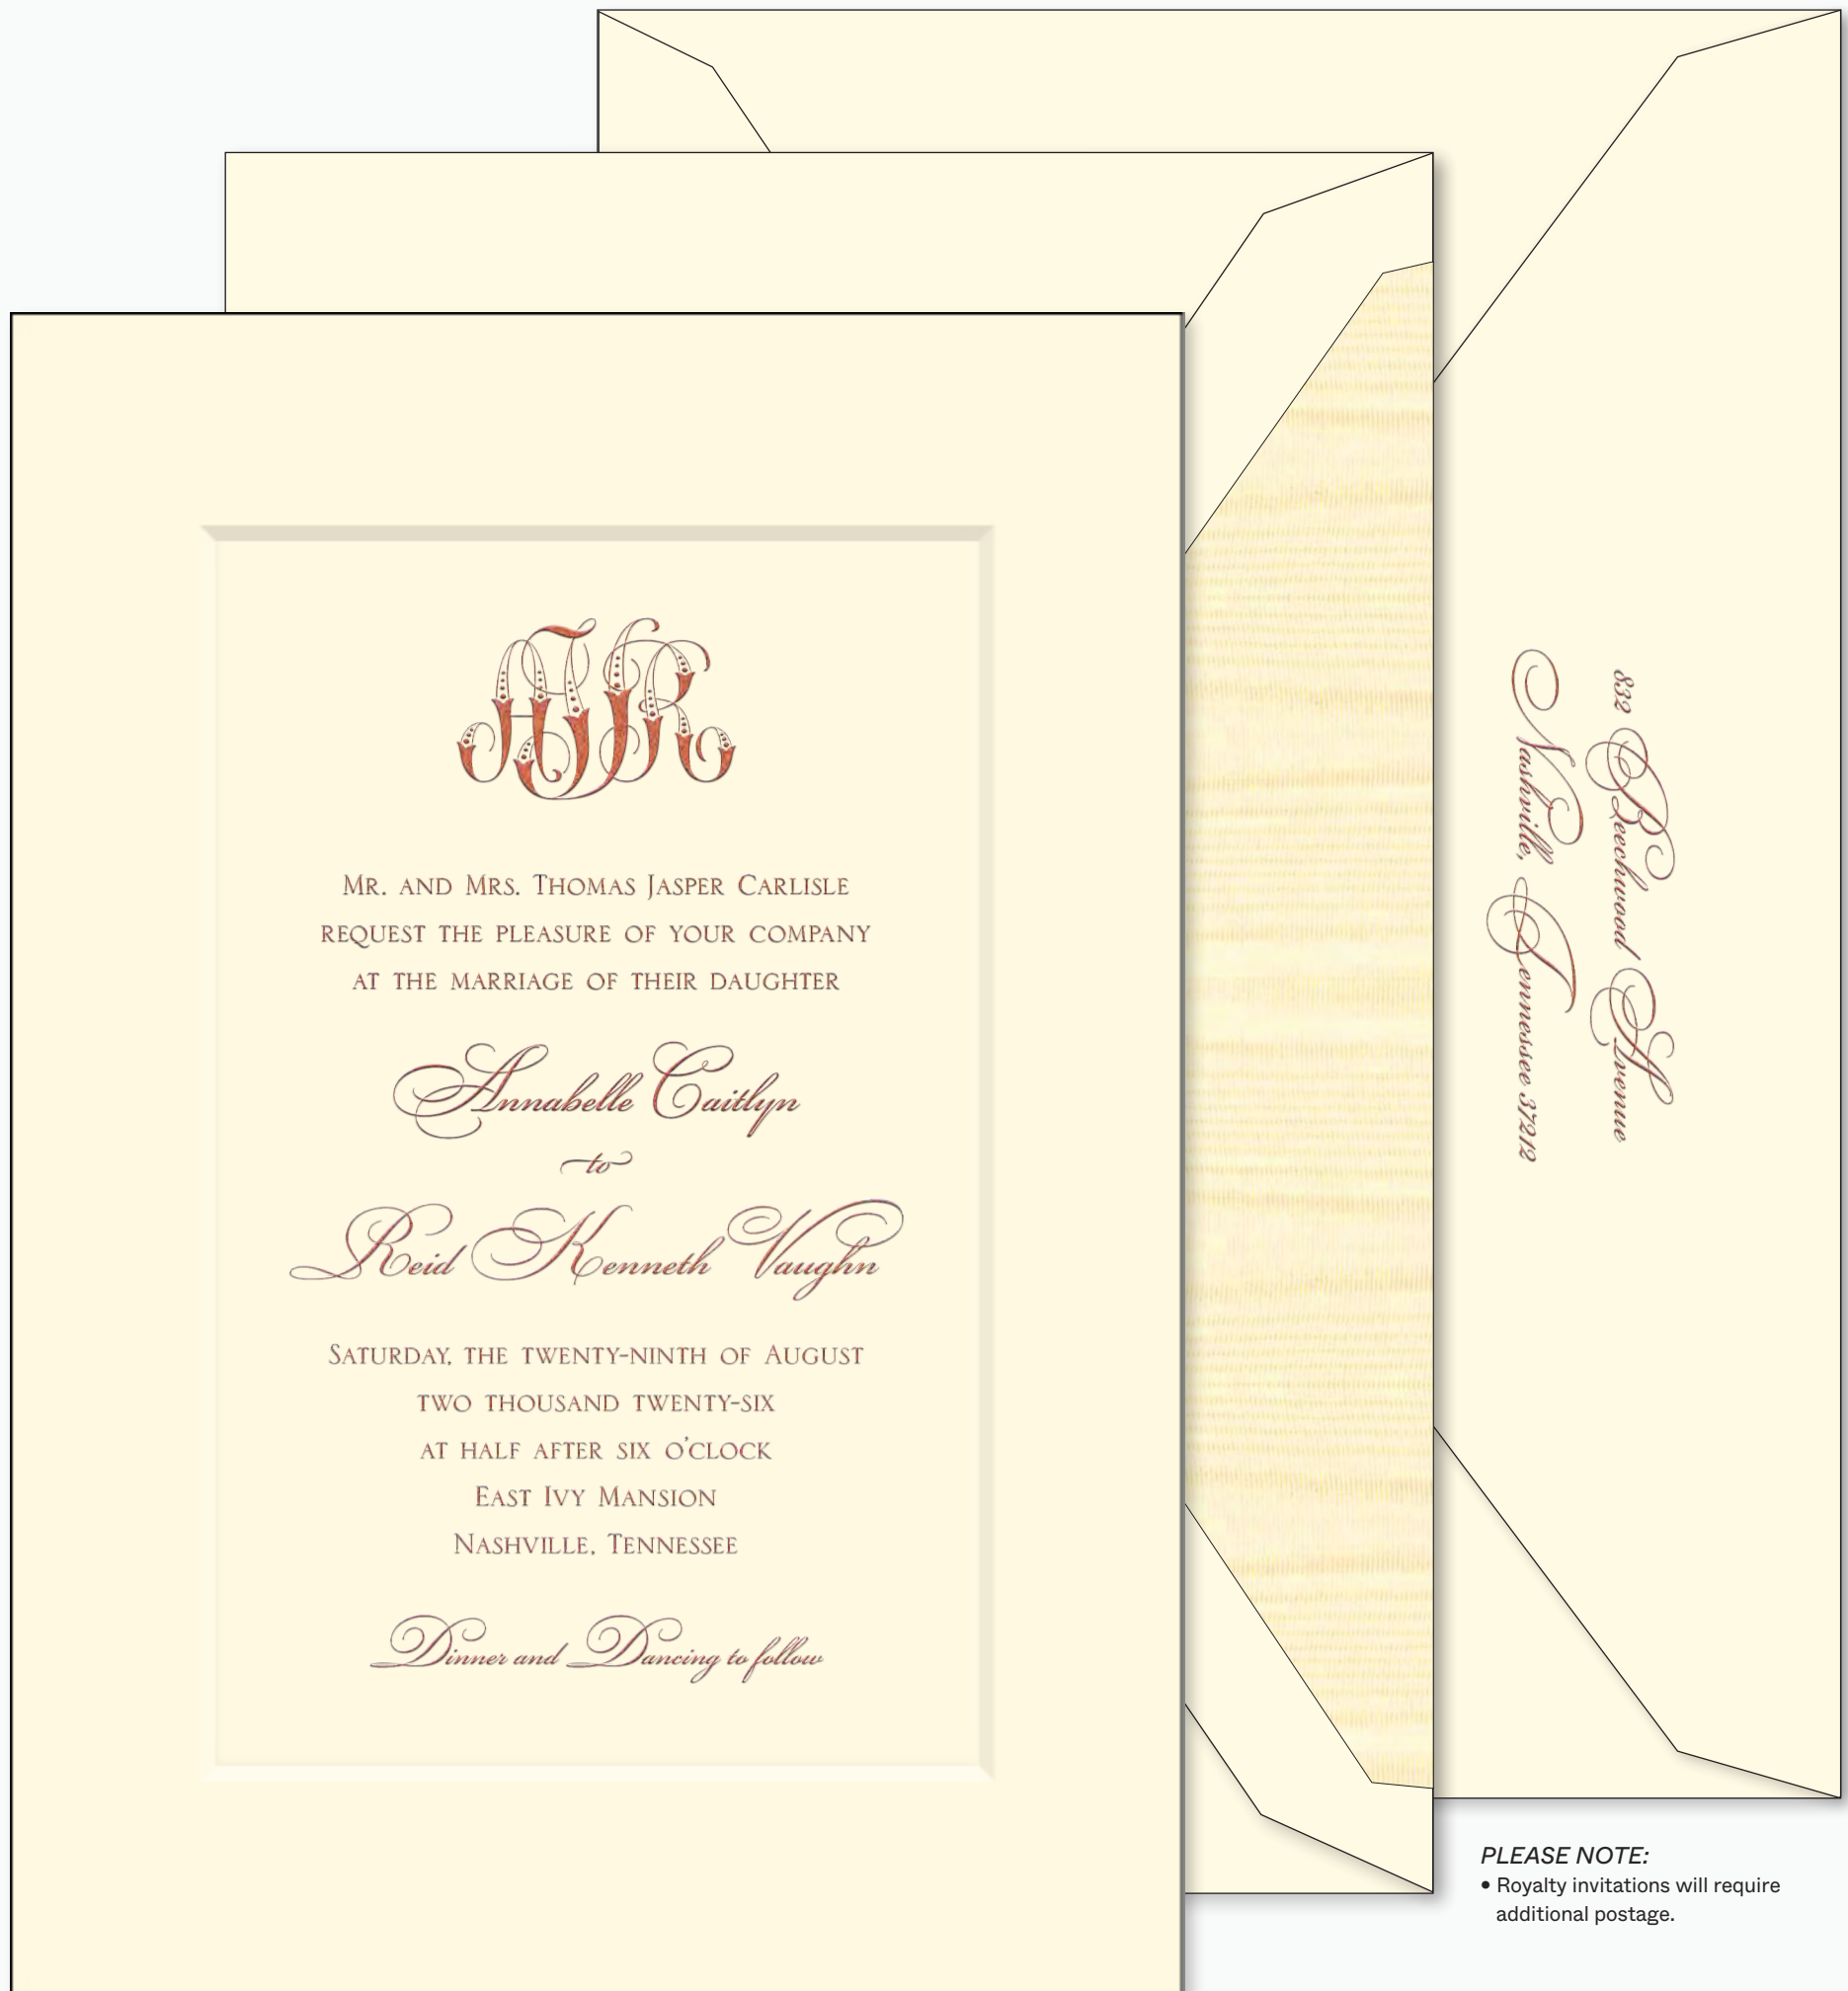 Mr. and Mrs. Thomas Jasper Carlisle
request the pleasure of your company
at the marriage of their daughter
Annabelle Caitlyn
to
Reid Kenneth Vaughn
Saturday, the twenty-ninth of August
two thousand twenty-six
at half after six o'clock
East Ivy Mansion
Nashville, Tennessee
Dinner and Dancing to follow
832 Beechwood Avenue
Nashville, Tennessee 37212
PLEASE NOTE:
• Royalty invitations will require
additional postage.